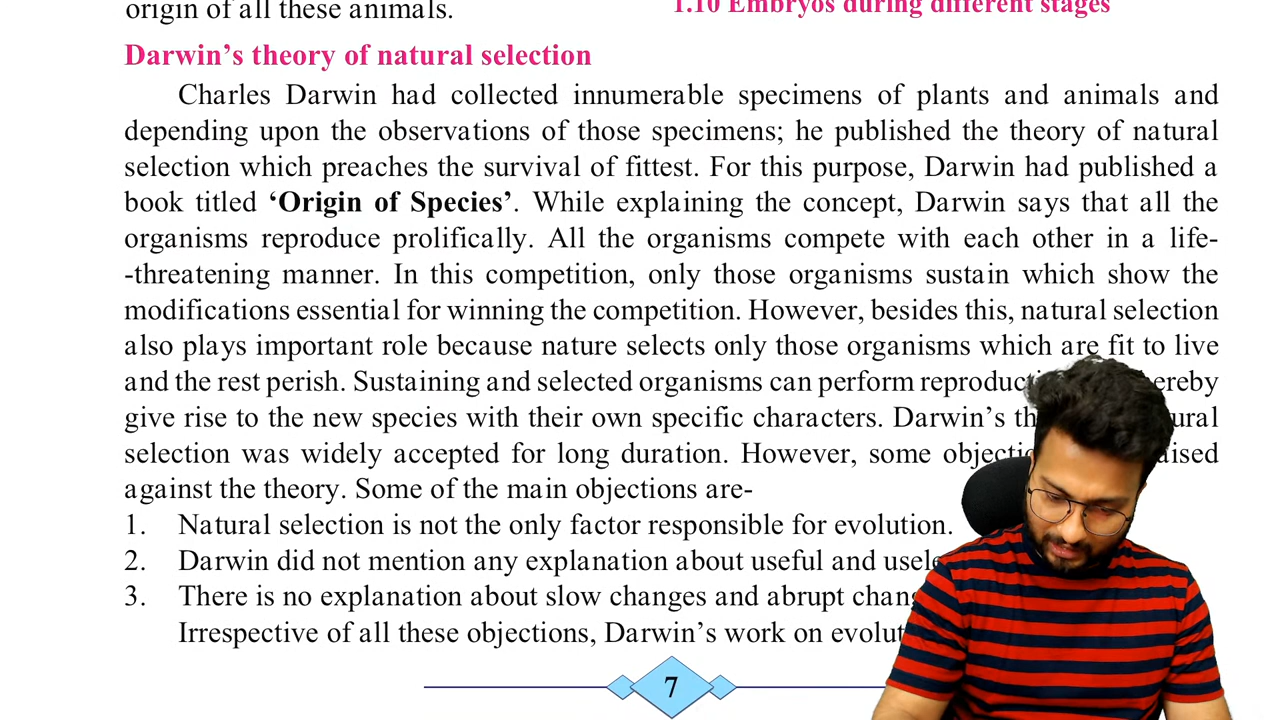 origin of all these animals.
1.10 Embryos during different stages
Darwin’s theory of natural selection
Charles Darwin had collected innumerable specimens of plants and animals and
depending upon the observations of those specimens; he published the theory of natural
selection which preaches the survival of fittest. For this purpose, Darwin had published a
book titled ‘Origin of Species’. While explaining the concept, Darwin says that all the
organisms reproduce prolifically. All the organisms compete with each other in a life-
-threatening manner. In this competition, only those organisms sustain which show the
modifications essential for winning the competition. However, besides this, natural selection
also plays important role because nature selects only those organisms which are fit to live
and the rest perish. Sustaining and selected organisms can perform
give rise to the new species with their own specific characters. Darwin’s
selection was widely accepted for long duration. However, some
against the theory. Some of the main objections are-
1. Natural selection is not the only factor responsible for evolution.
2. Darwin did not mention any explanation about useful and
3. There is no explanation about slow changes and abrupt
Irrespective of all these objections, Darwin’s work on
7